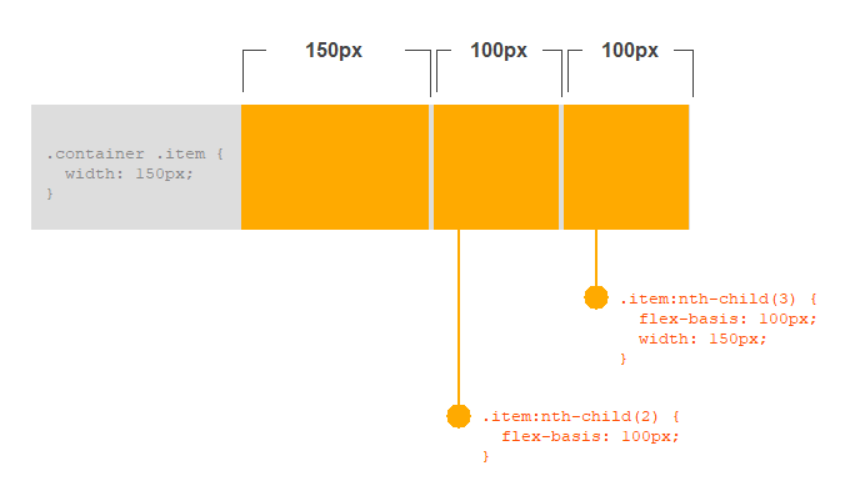 150px 100px 100px
.container .item {
width: 150px;
}
.item:nth-child(3) {
flex-basis: 100px;
width: 150px;
}
.item:nth-child(2) {
flex-basis: 100px;
}